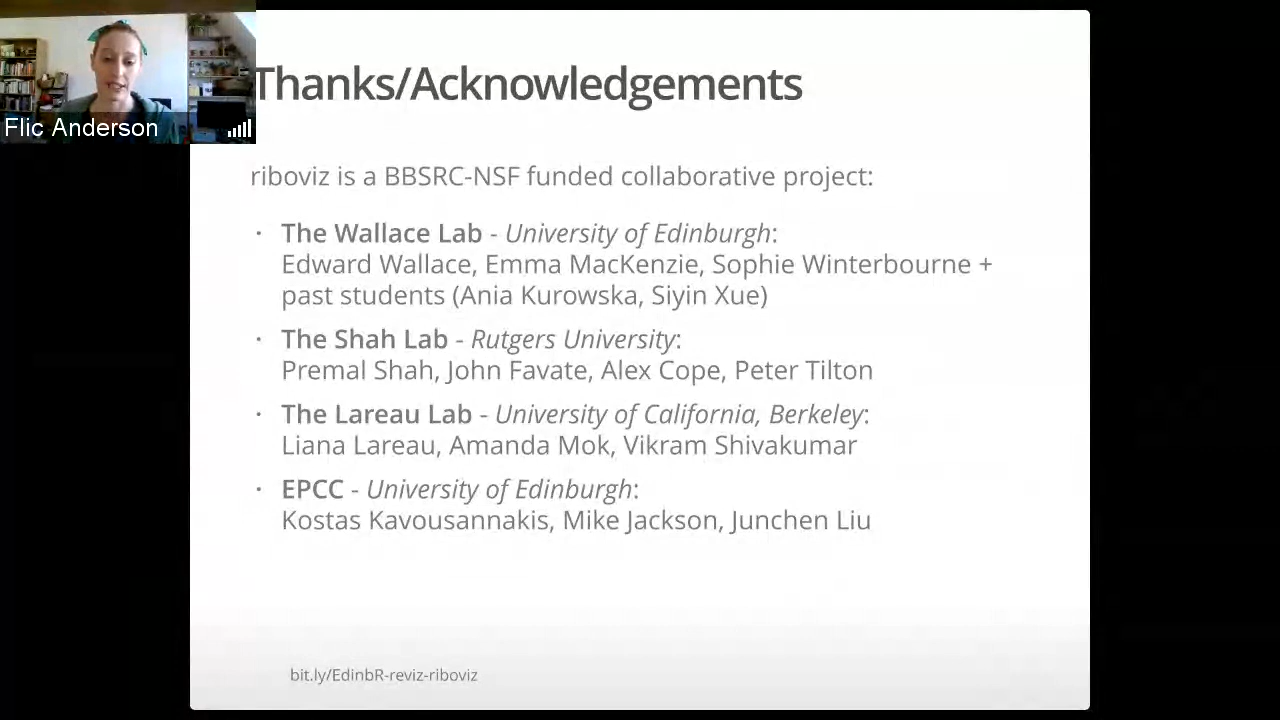 Thanks/Acknowledgements
Flic Anderson
riboviz is a BBSRC-NSF funded collaborative project:
· The Wallace Lab - University of Edinburgh:
Edward Wallace, Emma MacKenzie, Sophie Winterbourne +
past students (Ania Kurowska, Siyin Xue)
· The Shah Lab - Rutgers University:
Premal Shah, John Favate, Alex Cope, Peter Tilton
· The Lareau Lab - University of California, Berkeley:
Liana Lareau, Amanda Mok, Vikram Shivakumar
· EPCC - University of Edinburgh:
Kostas Kavousannakis, Mike Jackson, Junchen Liu
bit.ly/EdinbR-reviz-riboviz